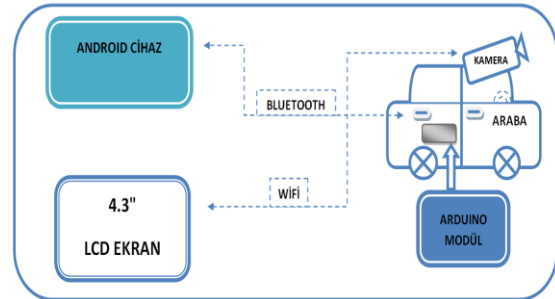 ANDROID CİHAZ
KAMERA
BLUETOOTH
ARABA
WİFİ
4.3"
LCD EKRAN
ARDUINO
MODÜL